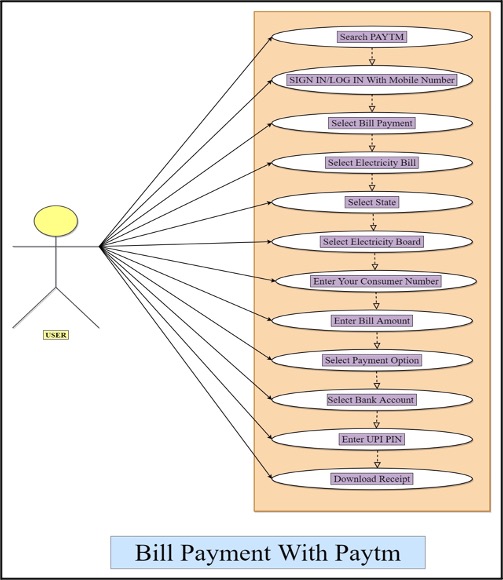 Search PAYTM
SIGN IN/LOG IN With Mobile Number
Select Bill Payment
Select Electricity Bill
Select State
Select Electricity Board
Enter Your Consumer Number
Enter Bill Amount
Select Payment Option
Select Bank Account
Enter UPI PIN
Download Receipt
USER
Bill Payment With Paytm